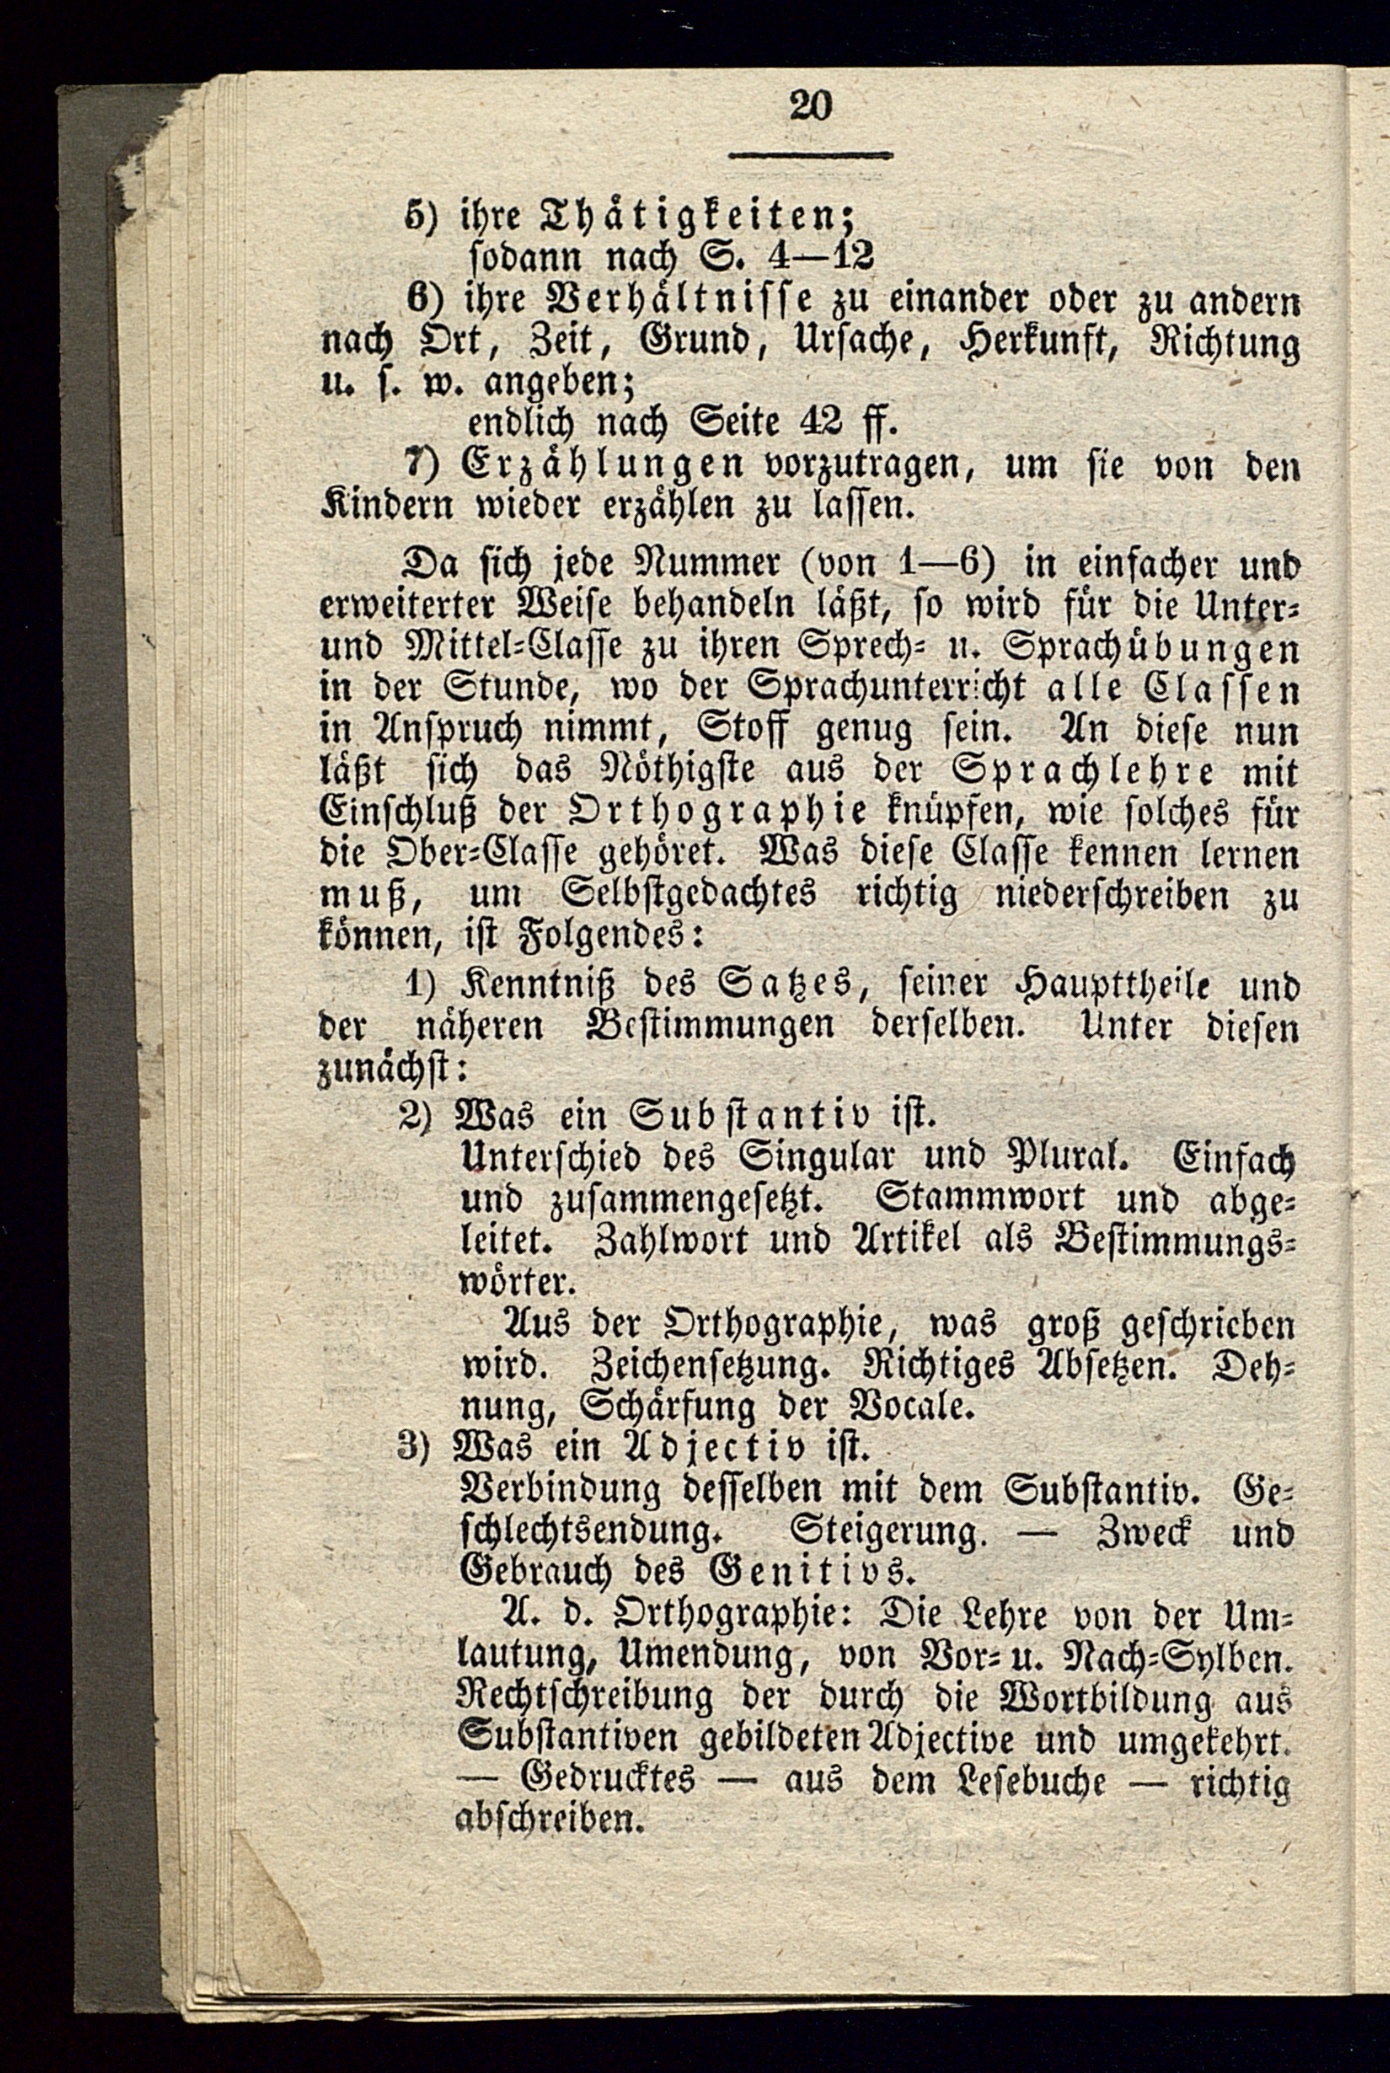 20
5) ihre Thätigkeiten;
sodann nach S. 4—12
6) ihre Verhältnisse zu einander oder zu andern
nach Ort, Zeit, Grund, Ursache, Herkunft, Richtung
u. s. w. angeben;
endlich nach Seite 42 ff.
7) Erzählungen vorzutragen, um sie von den
Kindern wieder erzählen zu lassen.
Da sich jede Nummer (von 1—6) in einfacher und
erweiterter Weise behandeln läßt, so wird für die Unter-
und Mittel-Classe zu ihren Sprech- u. Sprachübungen
in der Stunde, wo der Sprachunterricht alle Classen
in Anspruch nimmt, Stoff genug sein. An diese nun
läßt sich das Nöthigste aus der Sprachlehre mit
Einschluß der Orthographie knüpfen, wie solches für
die Ober-Classe gehöret. Was diese Classe kennen lernen
muß, um Selbstgedachtes richtig niederschreiben zu
können, ist Folgendes:
1) Kenntniß des Satzes, seiner Haupttheile und
der näheren Bestimmungen derselben. Unter diesen
zunächst:
2) Was ein Substantiv ist.
Unterschied des Singular und Plural. Einfach
und zusammengesetzt. Stammwort und abge-
leitet. Zahlwort und Artikel als Bestimmungs-
wörter.
Aus der Orthographie, was groß geschrieben
wird. Zeichensetzung. Richtiges Absetzen. Deh-
nung, Schärfung der Vocale.
3) Was ein Adjectiv ist.
Verbindung desselben mit dem Substantiv. Ge-
schlechtsendung. Steigerung. — Zweck und
Gebrauch des Genitivs.
A. d. Orthographie: Die Lehre von der Um-
lautung, Umendung, von Vor- u. Nach-Sylben.
Rechtschreibung der durch die Wortbildung aus
Substantiven gebildeten Adjective und umgekehrt.
— Gedrucktes — aus dem Lesebuche — richtig
abschreiben.